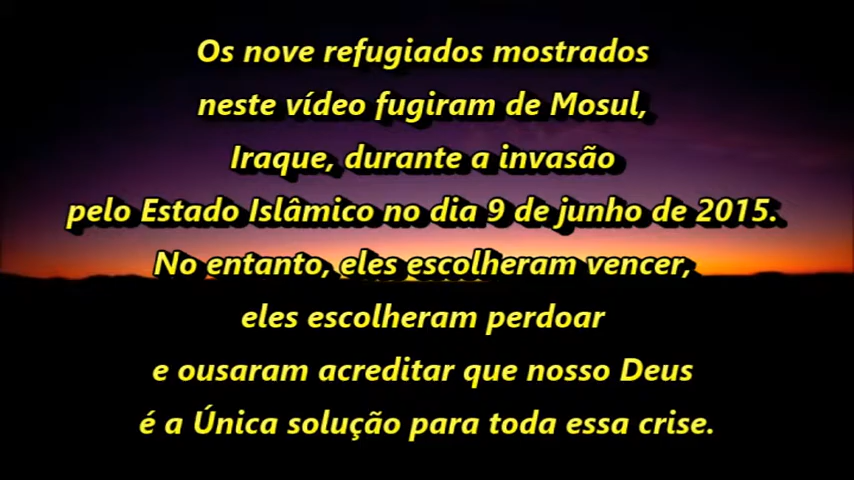 Os nove refugiados mostrados
neste vídeo fugiram de Mosul,
Iraque, durante a invasão
pelo Estado Islâmico no dia 9 de junho de 2015.
No entanto, eles escolheram vencer,
eles escolheram perdoar
e ousaram acreditar que nosso Deus
é a Única solução para toda essa crise.